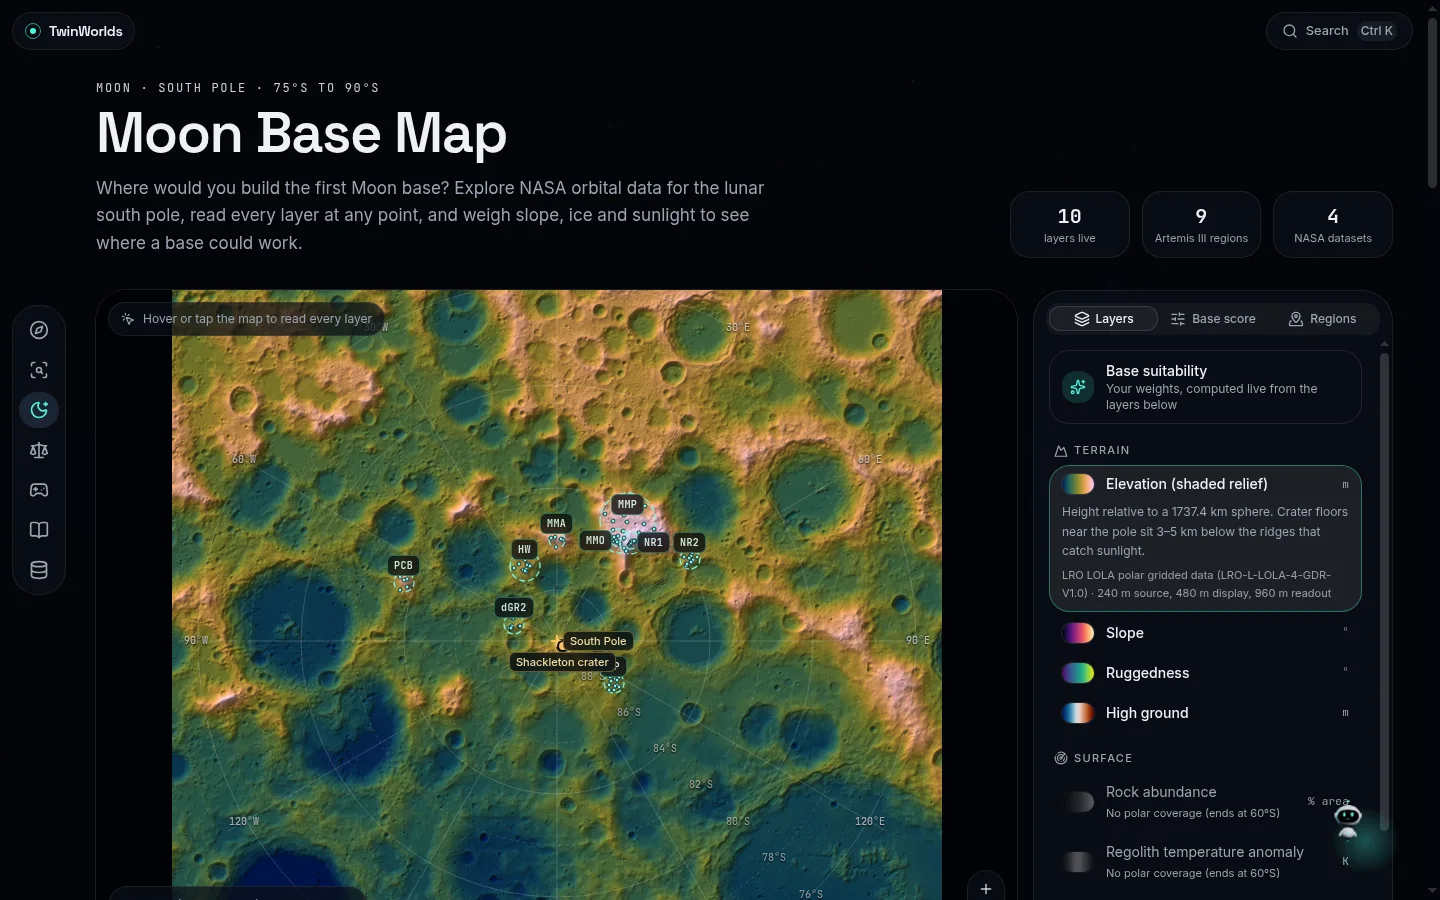 TwinWorlds
Search Ctrl K
MOON · SOUTH POLE · 75°S TO 90°S
Moon Base Map
Where would you build the first Moon base? Explore NASA orbital data for the lunar
south pole, read every layer at any point, and weigh slope, ice and sunlight to see
where a base could work.
10
layers live
9
Artemis III regions
4
NASA datasets
Hover or tap the map to read every layer
30°E
60°W
60°E
MMP
MMA
MMO
NR1
NR2
HW
PCB
dGR2
90°W
South Pole
90°E
Shackleton crater
88°S
86°S
84°S
82°S
120°W
80°S
120°E
78°S
76°S
+
Layers
Base score
Regions
Base suitability
Your weights, computed live from the
layers below
TERRAIN
Elevation (shaded relief) m
Height relative to a 1737.4 km sphere. Crater floors
near the pole sit 3–5 km below the ridges that
catch sunlight.
LRO LOLA polar gridded data (LRO-L-LOLA-4-GDR-
V1.0) · 240 m source, 480 m display, 960 m readout
Slope °
Ruggedness °
High ground m
SURFACE
Rock abundance
No polar coverage (ends at 60°S)
% area
Regolith temperature anomaly
No polar coverage (ends at 60°S)
K